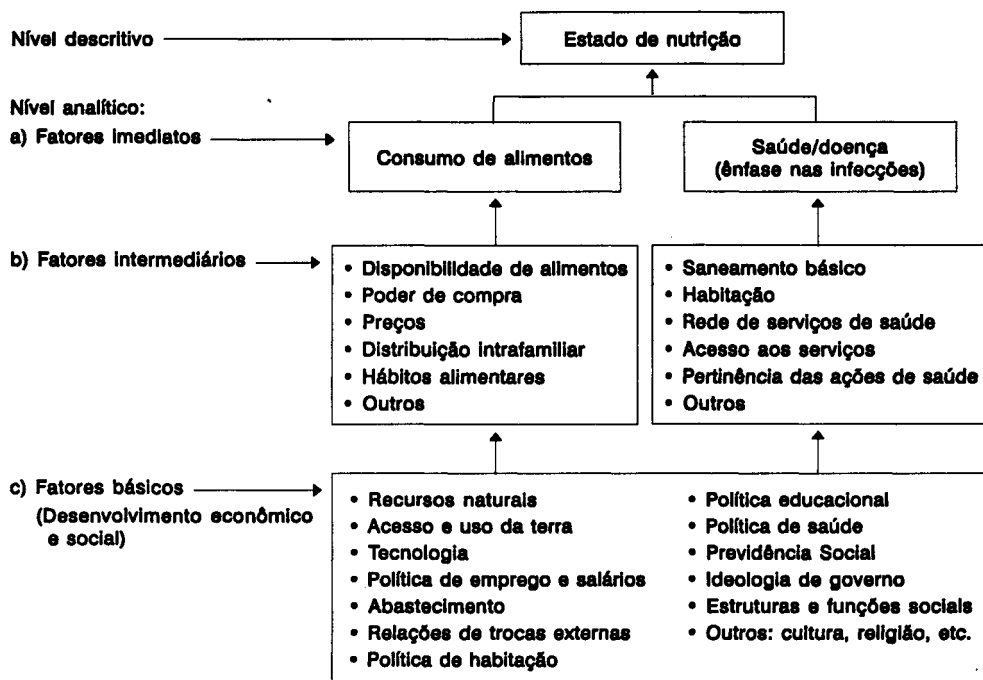 Nível descritivo
Estado de nutrição
Nível analítico:
a) Fatores imediatos
Consumo de alimentos
Saúde/doença
(ênfase nas infecções)
b) Fatores intermediários
• Disponibilidade de alimentos
• Poder de compra
• Preços
• Distribuição intrafamiliar
• Hábitos alimentares
• Outros
• Saneamento básico
• Habitação
• Rede de serviços de saúde
• Acesso aos serviços
• Pertinência das ações de saúde
• Outros
c) Fatores básicos
(Desenvolvimento econômico
e social)
• Recursos naturais
• Acesso e uso da terra
• Tecnologia
• Política de emprego e salários
• Abastecimento
• Relações de trocas externas
• Política de habitação
• Política educacional
• Política de saúde
• Previdência Social
• Ideologia de governo
• Estruturas e funções sociais
• Outros: cultura, religião, etc.